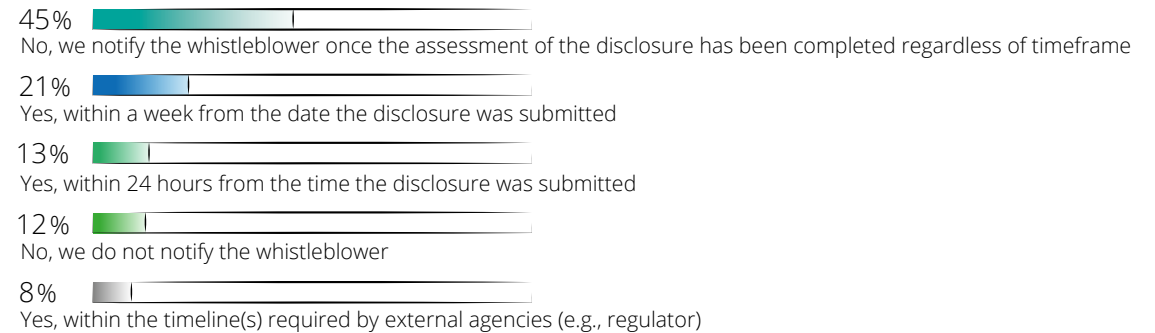 45%
No, we notify the whistleblower once the assessment of the disclosure has been completed regardless of timeframe
21%
Yes, within a week from the date the disclosure was submitted
13%
Yes, within 24 hours from the time the disclosure was submitted
12%
No, we do not notify the whistleblower
8%
Yes, within the timeline(s) required by external agencies (e.g., regulator)